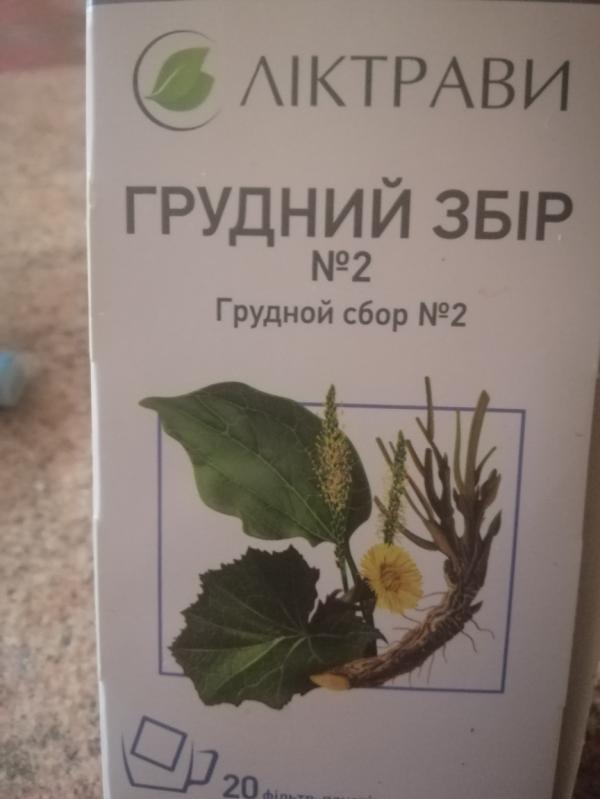 ЛІКТРАВИ
ГРУДНИЙ ЗБІР
№2
Грудной сбор №2
20